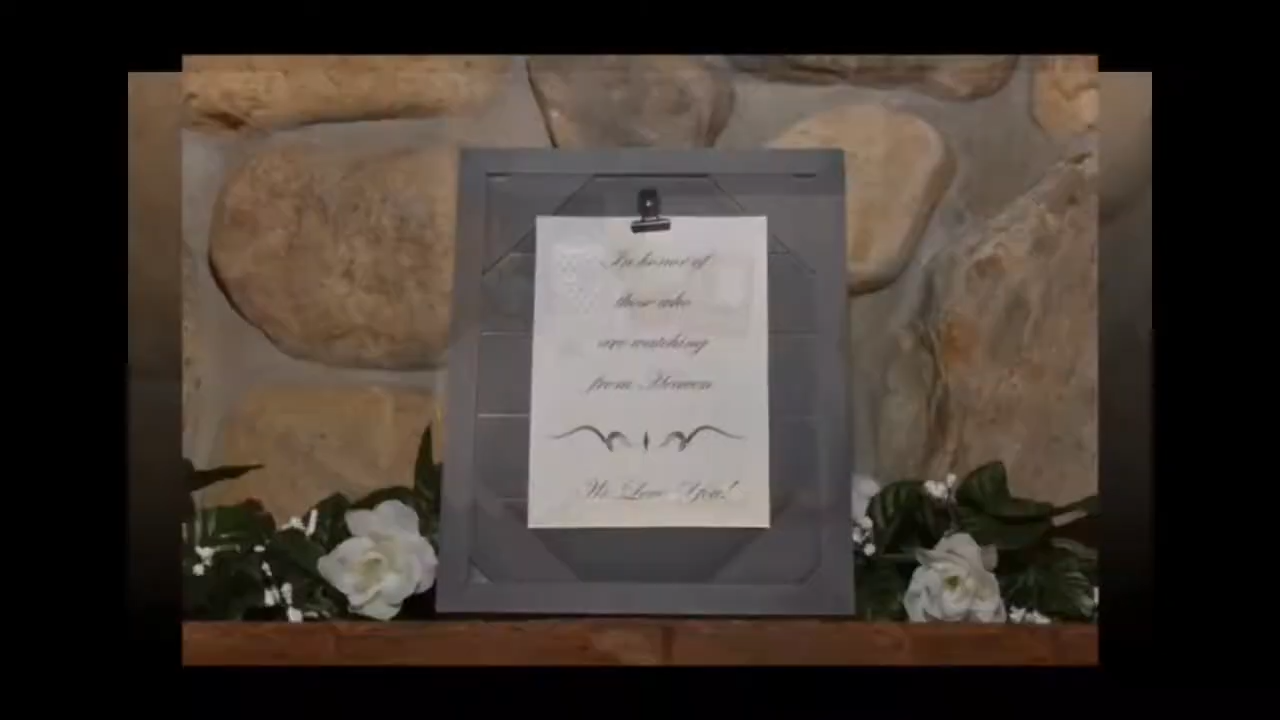 In honor of
those who
are watching
from Heaven
We Love You!